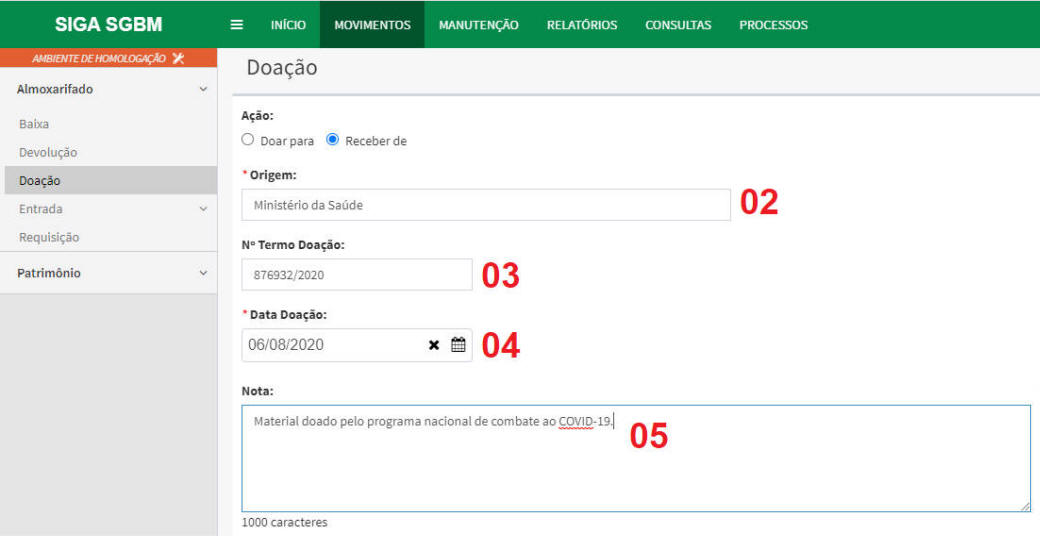 SIGA SGBM
INÍCIO MOVIMENTOS MANUTENÇÃO RELATÓRIOS CONSULTAS PROCESSOS
AMBIENTE DE HOMOLOGAÇÃO
Almoxarifado
Baixa
Devolução
Doação
Entrada
Requisição
Patrimônio
Doação
Ação:
Doar para Receber de
* Origem:
Ministério da Saúde 02
Nº Termo Doação:
876932/2020 03
* Data Doação:
06/08/2020 04
Nota:
Material doado pelo programa nacional de combate ao COVID-19. 05
1000 caracteres